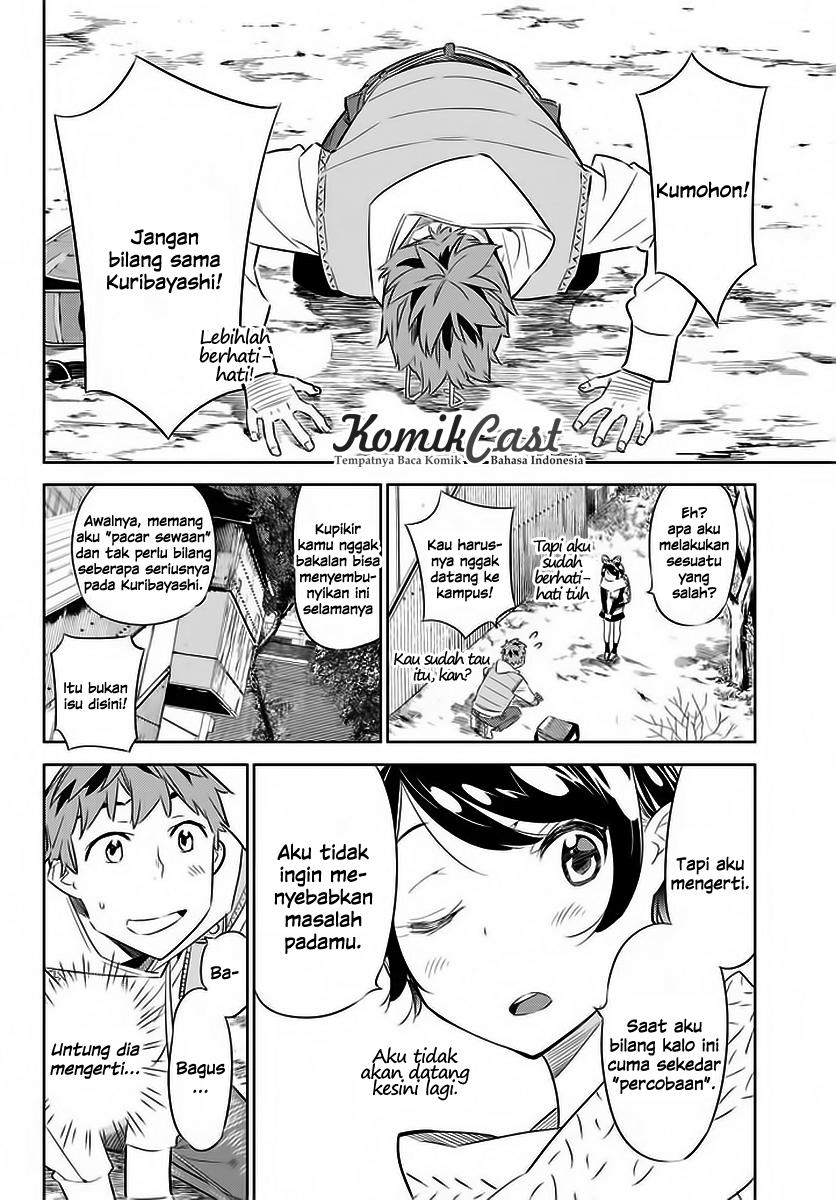 Kumohon!
Jangan
bilang sama
Kuribayashi!
Lebihlah
berhati-
hati!
KomikCast
Tempatnya Baca Komik Bahasa Indonesia
Eh?
apa aku
melakukan
sesuatu
yang
salah?
Tapi aku
sudah
berhati-
hati tuh
Kau harus-
nya nggak
datang ke
kampus!
Kau sudah tau
itu, kan?
Kupikir
kamu nggak
bakalan bisa
menyembu-
nyikan ini
selamanya
Awalnya, memang
aku "pacar sewaan"
dan tak perlu bilang
seberapa seriusnya
pada Kuribayashi.
Itu bukan
isu disini!
Tapi aku
mengerti.
Saat aku
bilang kalo ini
cuma sekedar
"percobaan".
Aku tidak
ingin me-
nyebabkan
masalah
padamu.
Aku tidak
akan datang
kesini lagi.
Ba-
Bagus
...
Untung dia
mengerti...